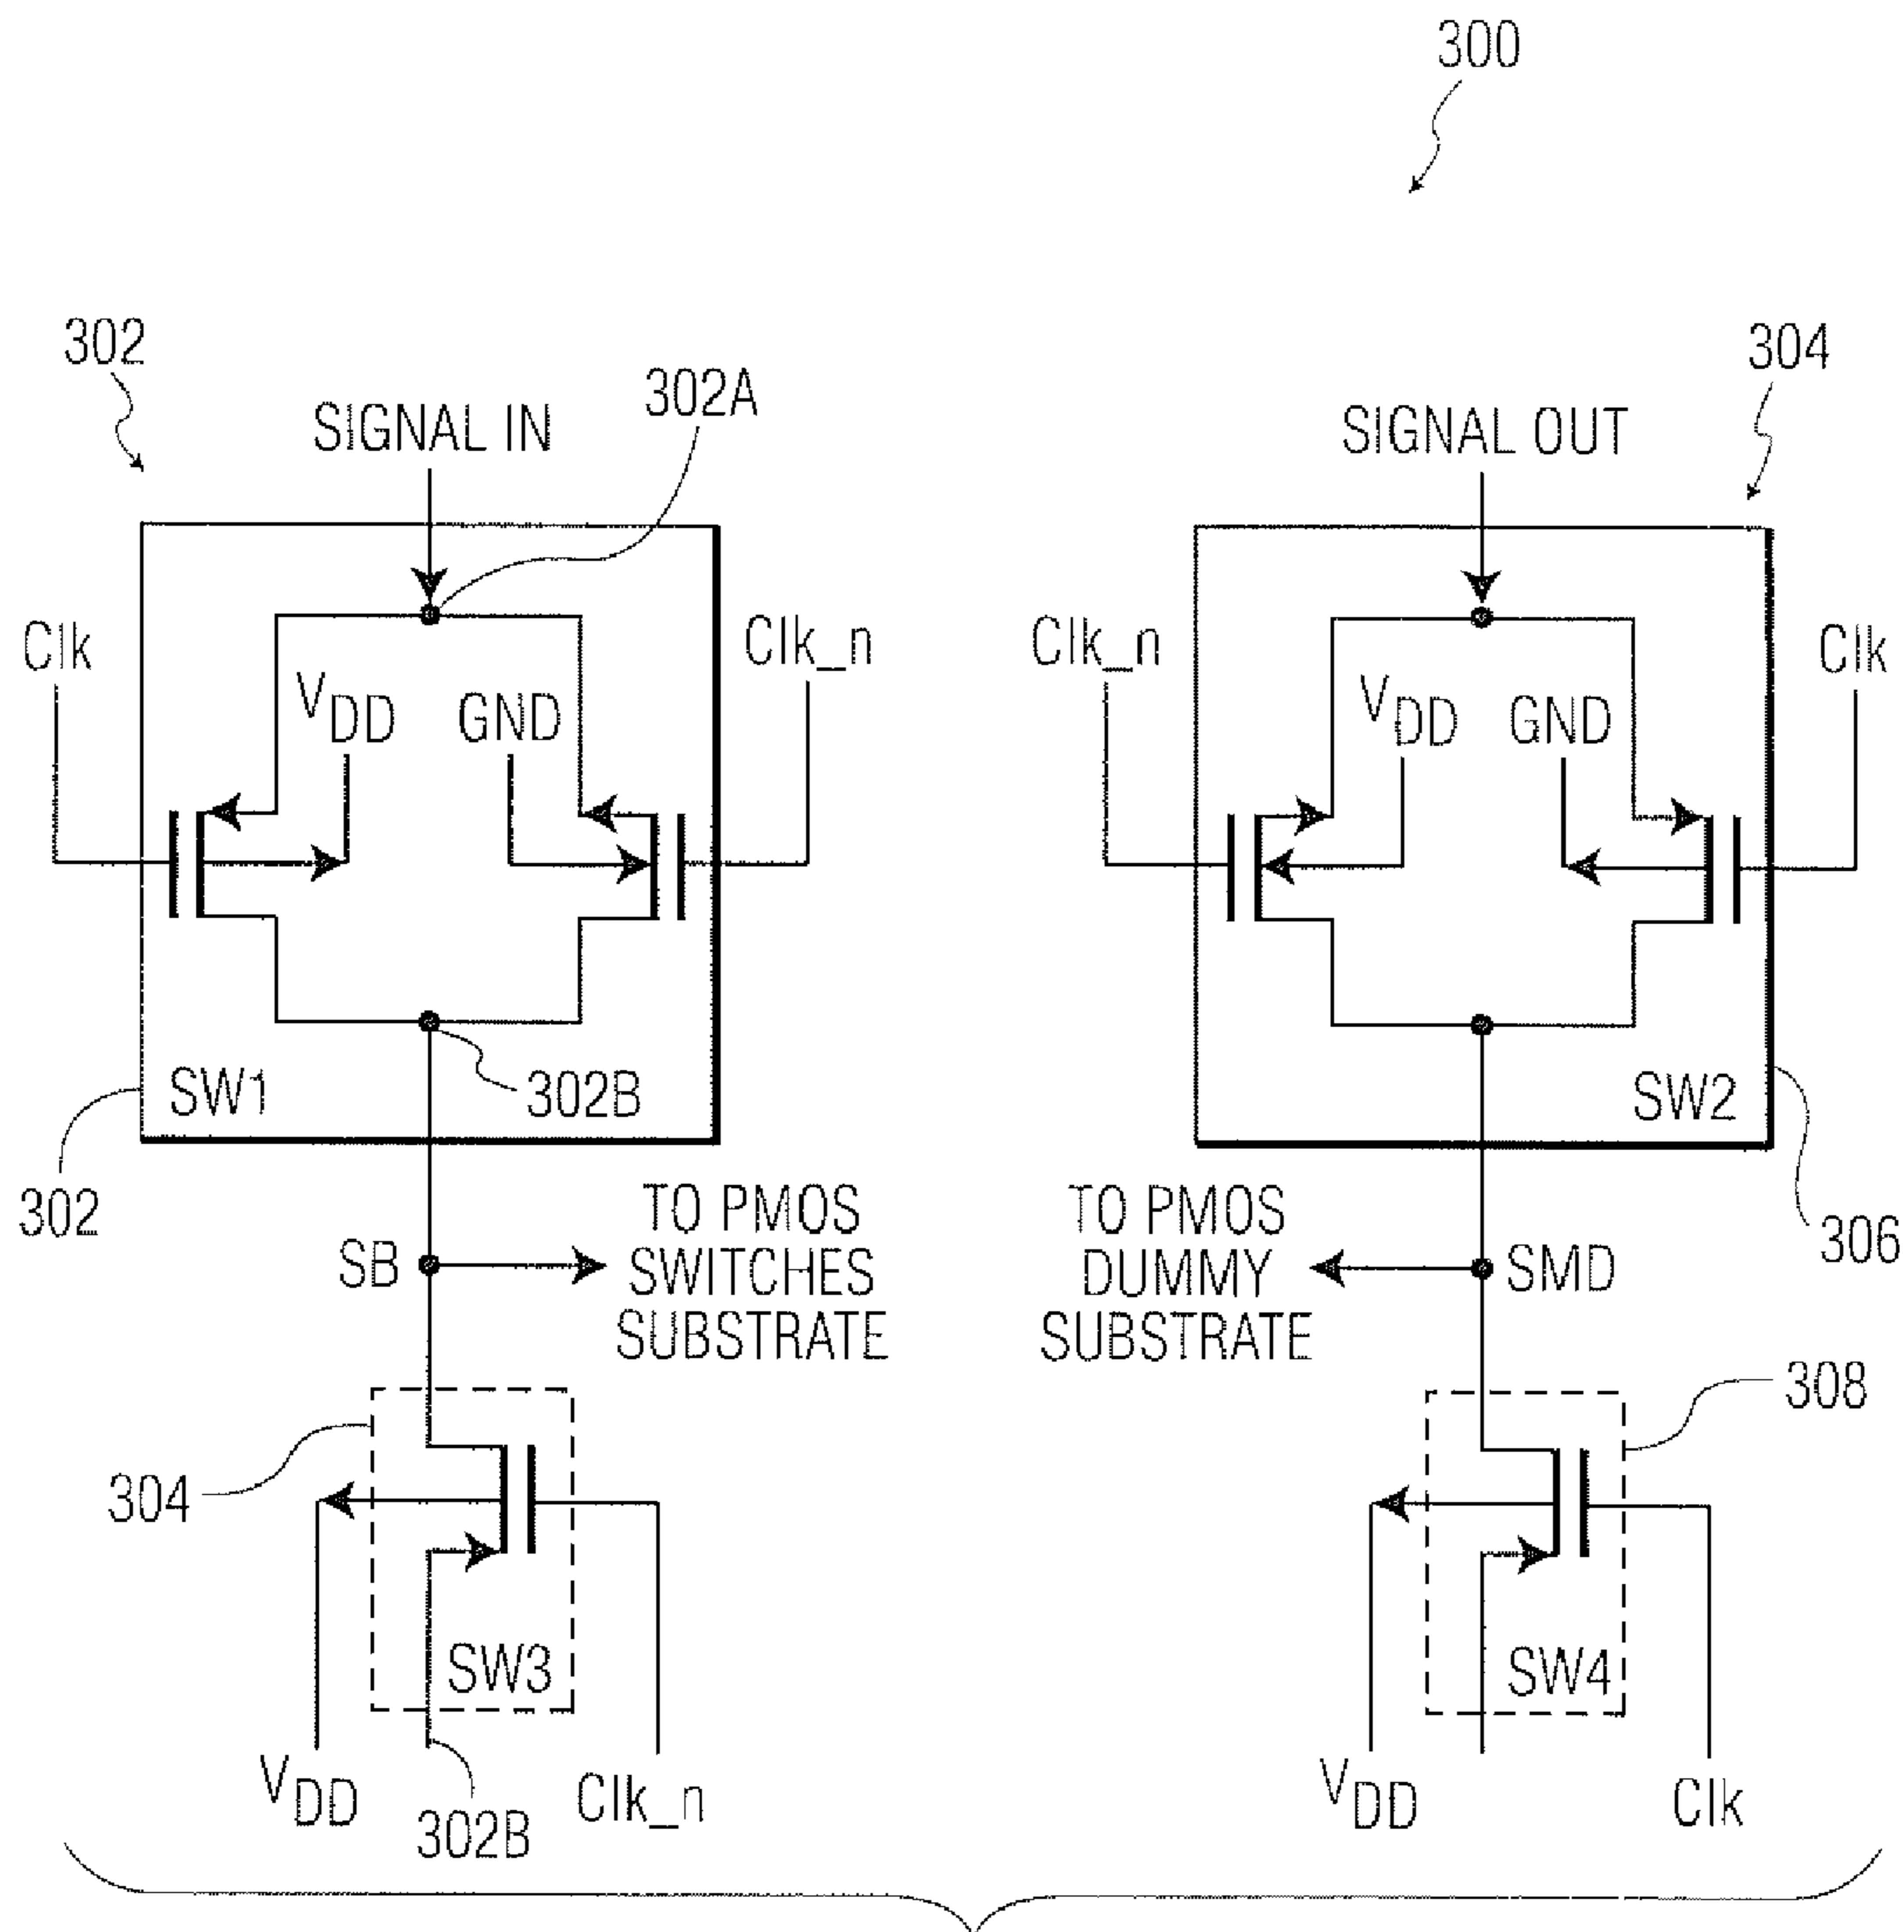 300
302
304
302A
SIGNAL IN
SIGNAL OUT
Clk
Clk_n
Clk_n
Clk
VDD
GND
VDD
GND
SW1
302B
SW2
302
306
TO PMOS
SWITCHES
SUBSTRATE
SB
TO PMOS
DUMMY
SUBSTRATE
SMD
304
308
SW3
SW4
VDD
302B
Clk_n
VDD
Clk